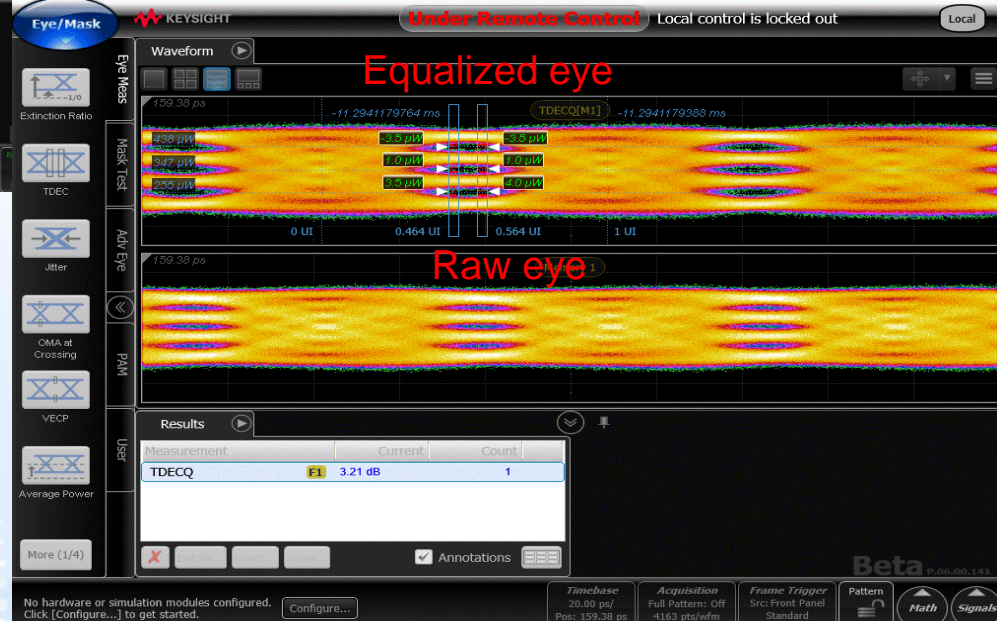 Eye/Mask
KEYSIGHT
Under Remote Control
Local control is locked out
Local
Waveform
Eye Meas
Mask Test
Adv Eye
PAM
User
Extinction Ratio
TDEC
Jitter
OMA at
Crossing
VECP
Average Power
More (1/4)
Equalized eye
159.38 ps
-11.2941179764 ms
TDECQ[M1]
-11.2941179388 ms
438 µW
-3.5 µW
-3.5 µW
347 µW
1.0 µW
1.0 µW
255 µW
3.5 µW
4.0 µW
0 UI
0.464 UI
0.564 UI
1 UI
159.38 ps
Raw eye
1
Results
Measurement Current Count
TDECQ F1 3.21 dB 1
Annotations
Beta P.06.00.141
No hardware or simulation modules configured.
Click [Configure...] to get started.
Configure...
Timebase
20.00 ps/
Pos: 159.38 ps
Acquisition
Full Pattern: Off
4163 pts/wfm
Frame Trigger
Src: Front Panel
Standard
Pattern
Math
Signals